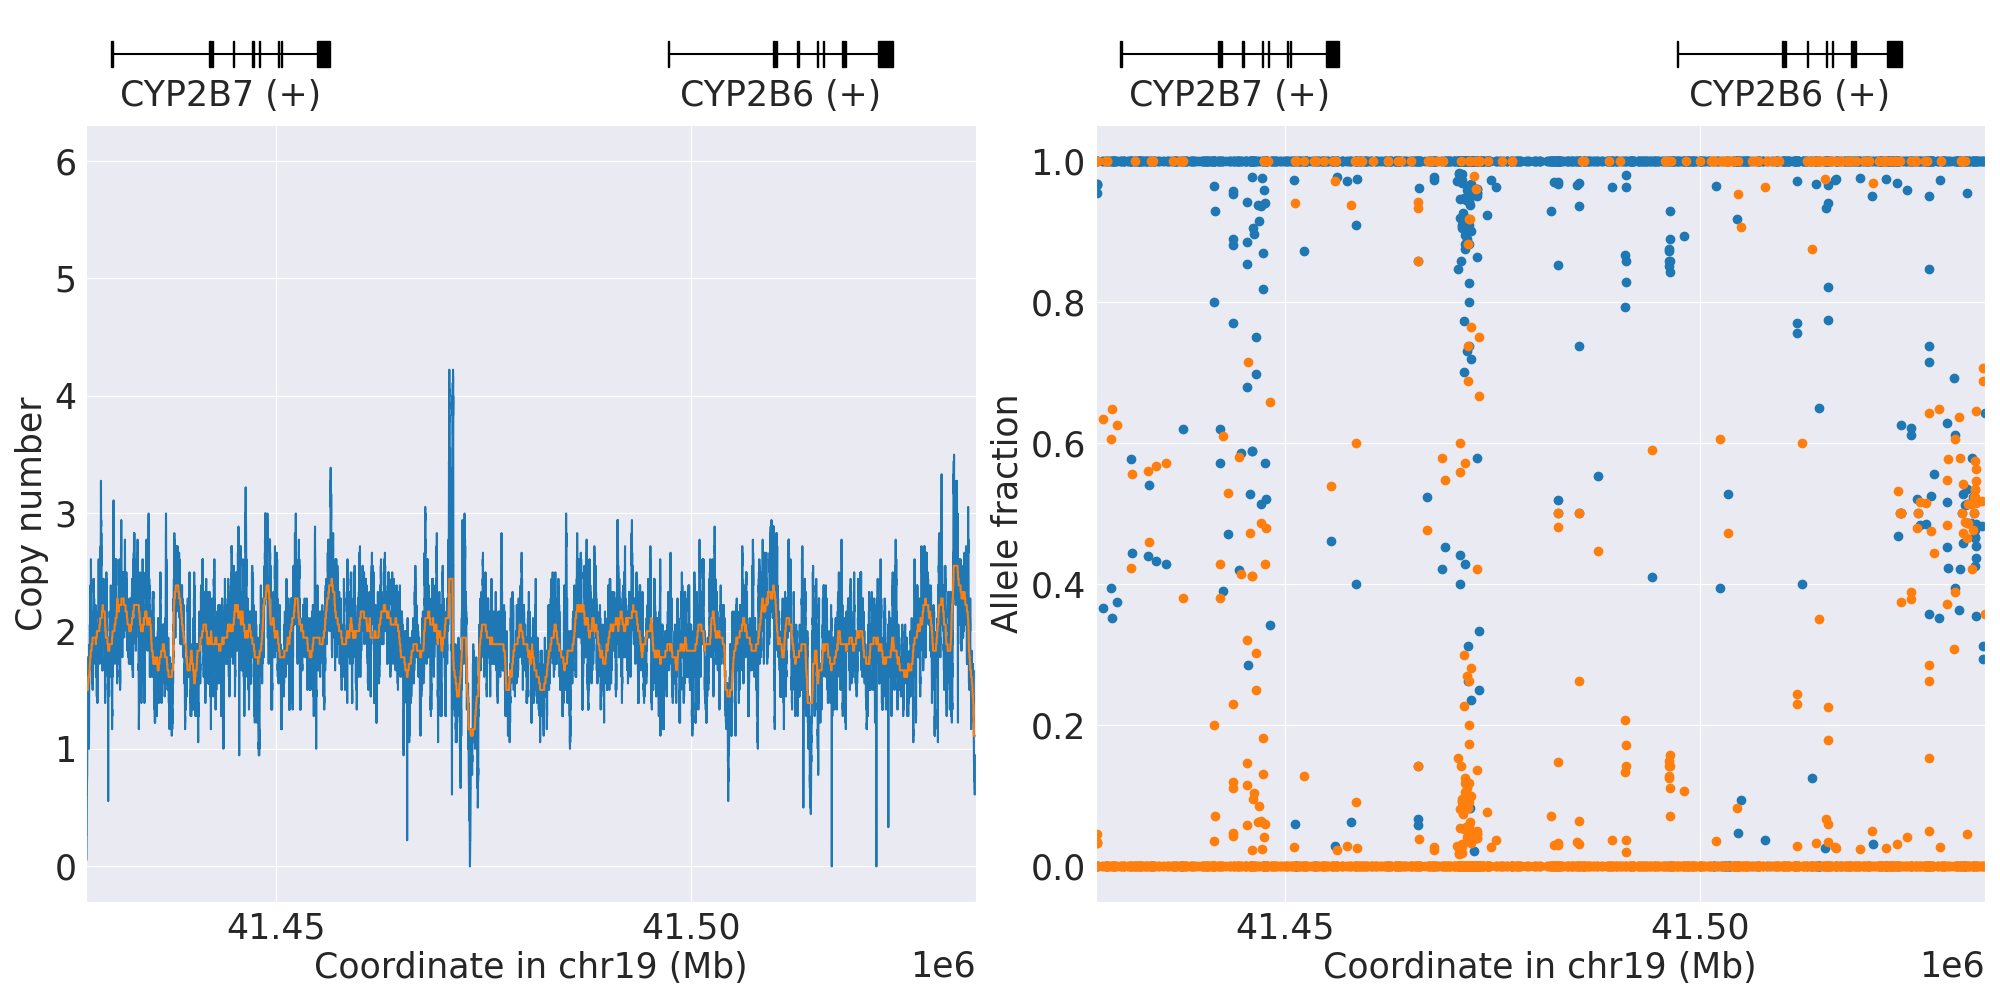 CYP2B7 (+) CYP2B6 (+)
CYP2B7 (+) CYP2B6 (+)
Copy number
6
5
4
3
2
1
0
41.45 41.50
Coordinate in chr19 (Mb) 1e6
Allele fraction
1.0
0.8
0.6
0.4
0.2
0.0
41.45 41.50
Coordinate in chr19 (Mb) 1e6